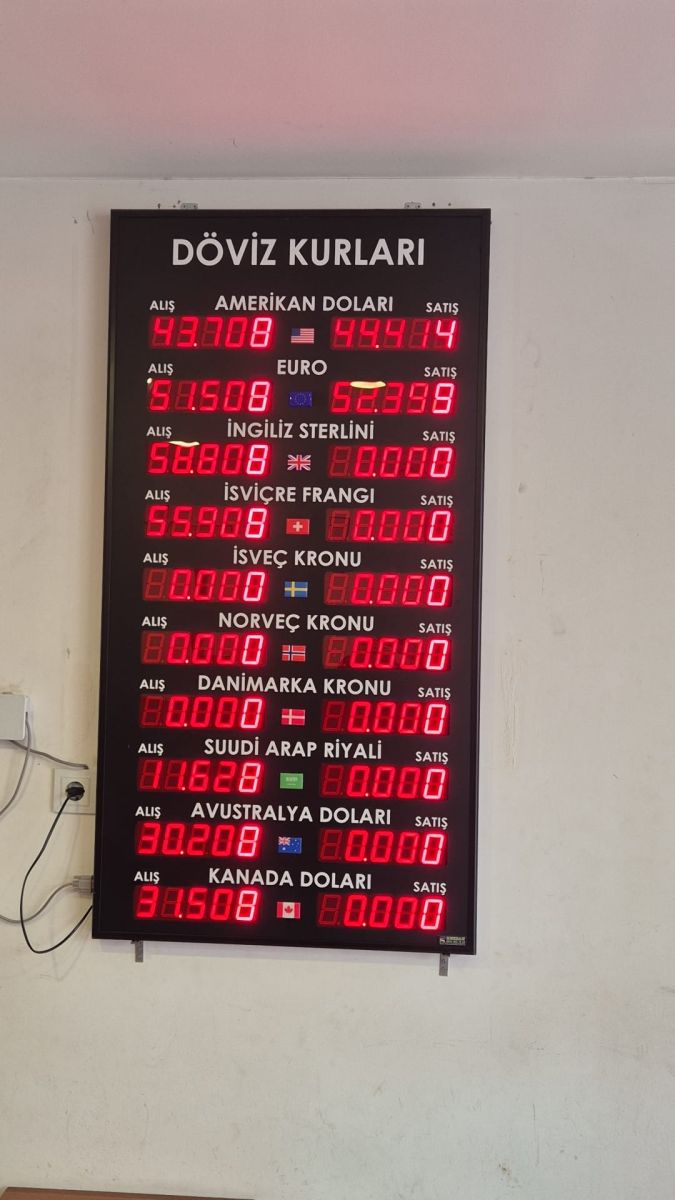 DÖVİZ KURLARI
ALIŞ AMERİKAN DOLARI SATIŞ
43.708 44.414
ALIŞ EURO SATIŞ
51.508 52.398
ALIŞ İNGİLİZ STERLİNİ SATIŞ
58.808 0.000
ALIŞ İSVİÇRE FRANGI SATIŞ
55.908 0.000
ALIŞ İSVEÇ KRONU SATIŞ
0.000 0.000
ALIŞ NORVEÇ KRONU SATIŞ
0.000 0.000
ALIŞ DANİMARKA KRONU SATIŞ
0.000 0.000
ALIŞ SUUDİ ARAP RİYALİ SATIŞ
11.628 0.000
ALIŞ AVUSTRALYA DOLARI SATIŞ
30.208 0.000
ALIŞ KANADA DOLARI SATIŞ
31.508 0.000